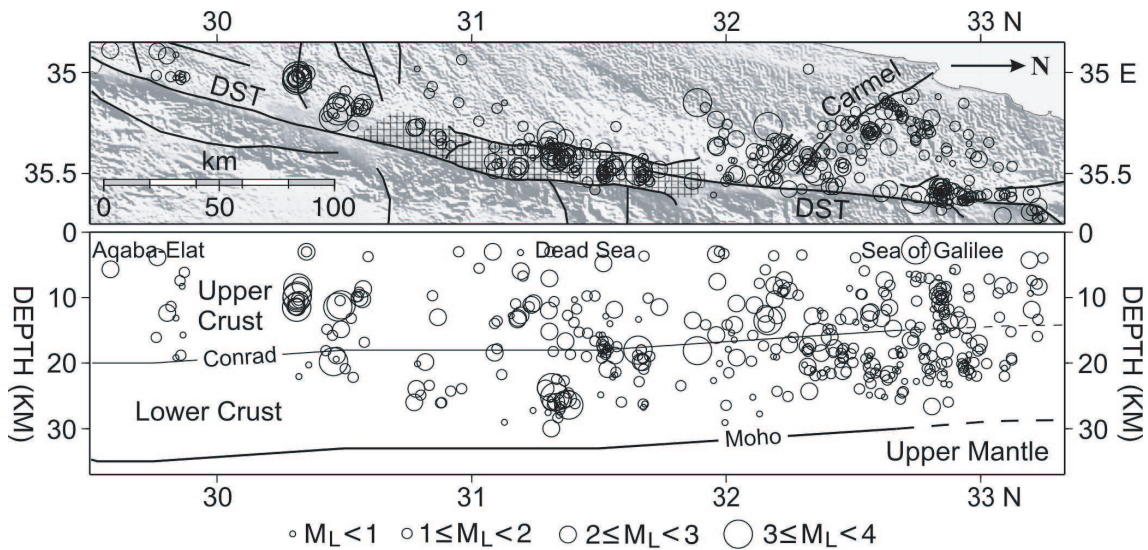 30 31 32 33 N
35 35 E
N
DST
Carmel
km
35.5 35.5
0 50 100
DST
0 0
Aqaba-Elat Dead Sea Sea of Galilee
DEPTH (KM)
DEPTH (KM)
10 10
Upper
Crust
Conrad
20 20
Lower Crust
30 30
Moho
Upper Mantle
30 31 32 33 N
M_L<1 1≤M_L<2 2≤M_L<3 3≤M_L<4